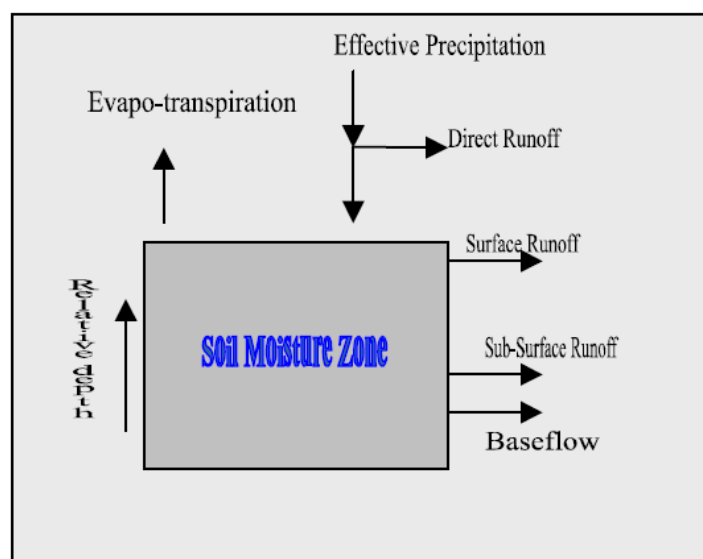 Effective Precipitation
Evapo-transpiration
Direct Runoff
Surface Runoff
Relative depth
Soil Moisture Zone
Sub-Surface Runoff
Baseflow